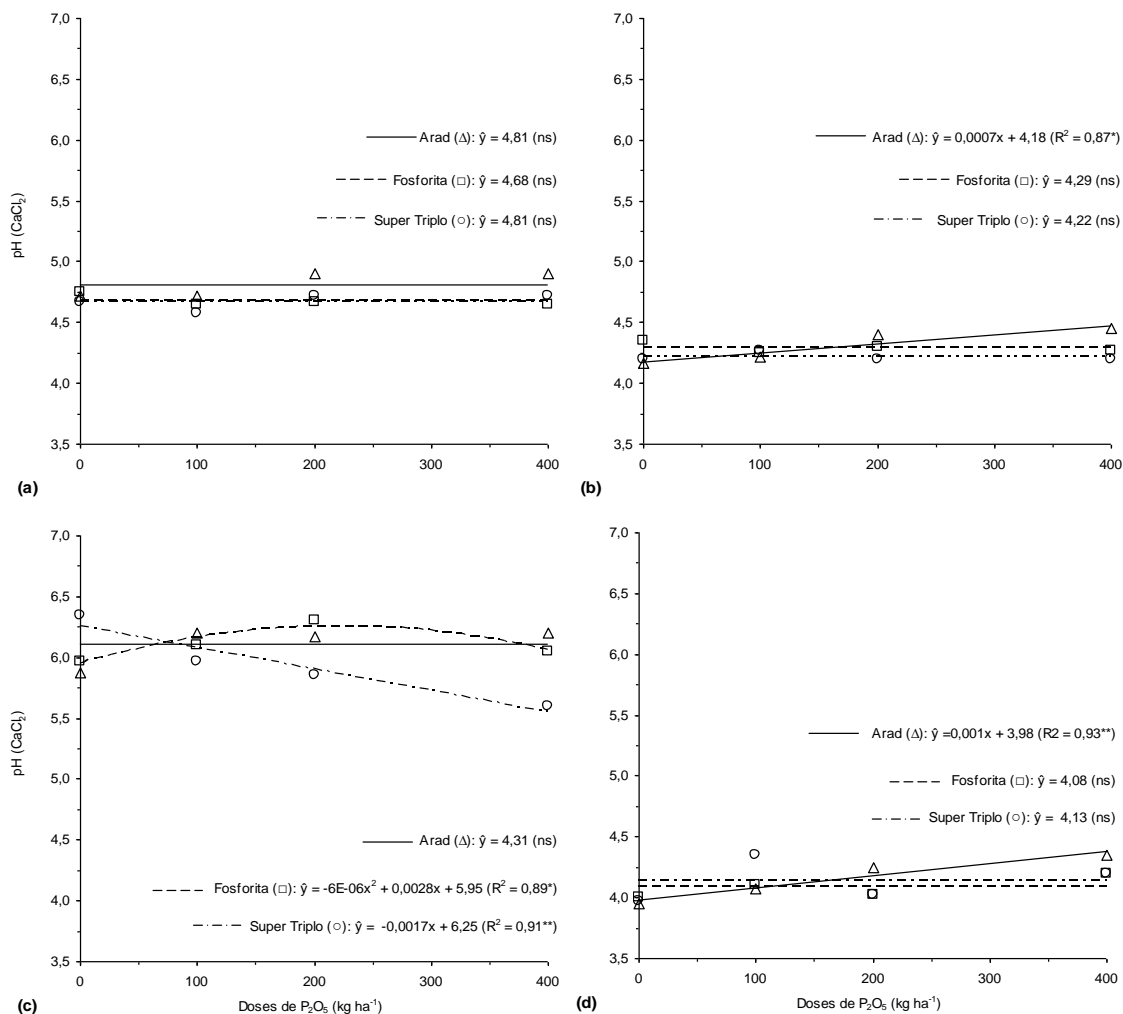 7,0
6,5
6,0
5,5
5,0
4,5
4,0
3,5
pH (CaCl₂)
Arad (Δ): ŷ = 4,81 (ns)
Fosforita (□): ŷ = 4,68 (ns)
Super Triplo (○): ŷ = 4,81 (ns)
0 100 200 300 400
(a)
7,0
6,5
6,0
5,5
5,0
4,5
4,0
3,5
Arad (Δ): ŷ = 0,0007x + 4,18 (R² = 0,87*)
Fosforita (□): ŷ = 4,29 (ns)
Super Triplo (○): ŷ = 4,22 (ns)
0 100 200 300 400
(b)
7,0
6,5
6,0
5,5
5,0
4,5
4,0
3,5
pH (CaCl₂)
Arad (Δ): ŷ = 4,31 (ns)
Fosforita (□): ŷ = -6E-06x² + 0,0028x + 5,95 (R² = 0,89*)
Super Triplo (○): ŷ = -0,0017x + 6,25 (R² = 0,91**)
0 100 200 300 400
(c)
Doses de P₂O₅ (kg ha⁻¹)
7,0
6,5
6,0
5,5
5,0
4,5
4,0
3,5
Arad (Δ): ŷ =0,001x + 3,98 (R2 = 0,93**)
Fosforita (□): ŷ = 4,08 (ns)
Super Triplo (○): ŷ = 4,13 (ns)
0 100 200 300 400
(d)
Doses de P₂O₅ (kg ha⁻¹)